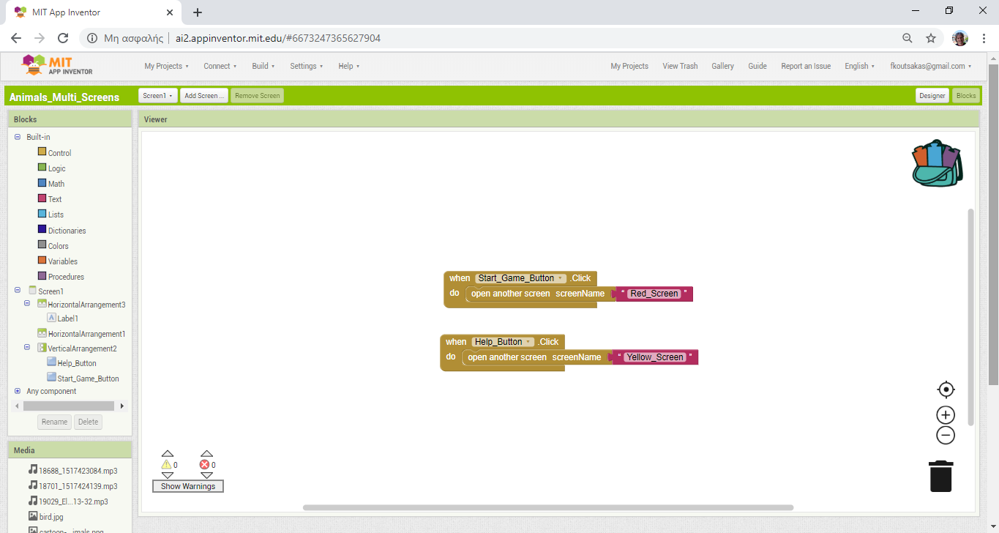 MIT App Inventor
Μη ασφαλής ai2.appinventor.mit.edu/#6673247365627904
MIT
APP INVENTOR
My Projects Connect Build Settings Help My Projects View Trash Gallery Guide Report an Issue English fkoutsakas@gmail.com
Animals_Multi_Screens Screen1 Add Screen ... Remove Screen Designer Blocks
Blocks
Built-in
Control
Logic
Math
Text
Lists
Dictionaries
Colors
Variables
Procedures
Screen1
HorizontalArrangement3
Label1
HorizontalArrangement1
VerticalArrangement2
Help_Button
Start_Game_Button
Any component
Rename Delete
Media
18688_1517423084.mp3
18701_1517424139.mp3
19029_El...13-32.mp3
bird.jpg
cartoon-...imals.png
Viewer
when Start_Game_Button .Click
do open another screen screenName " Red_Screen "
when Help_Button .Click
do open another screen screenName " Yellow_Screen "
0 0
Show Warnings